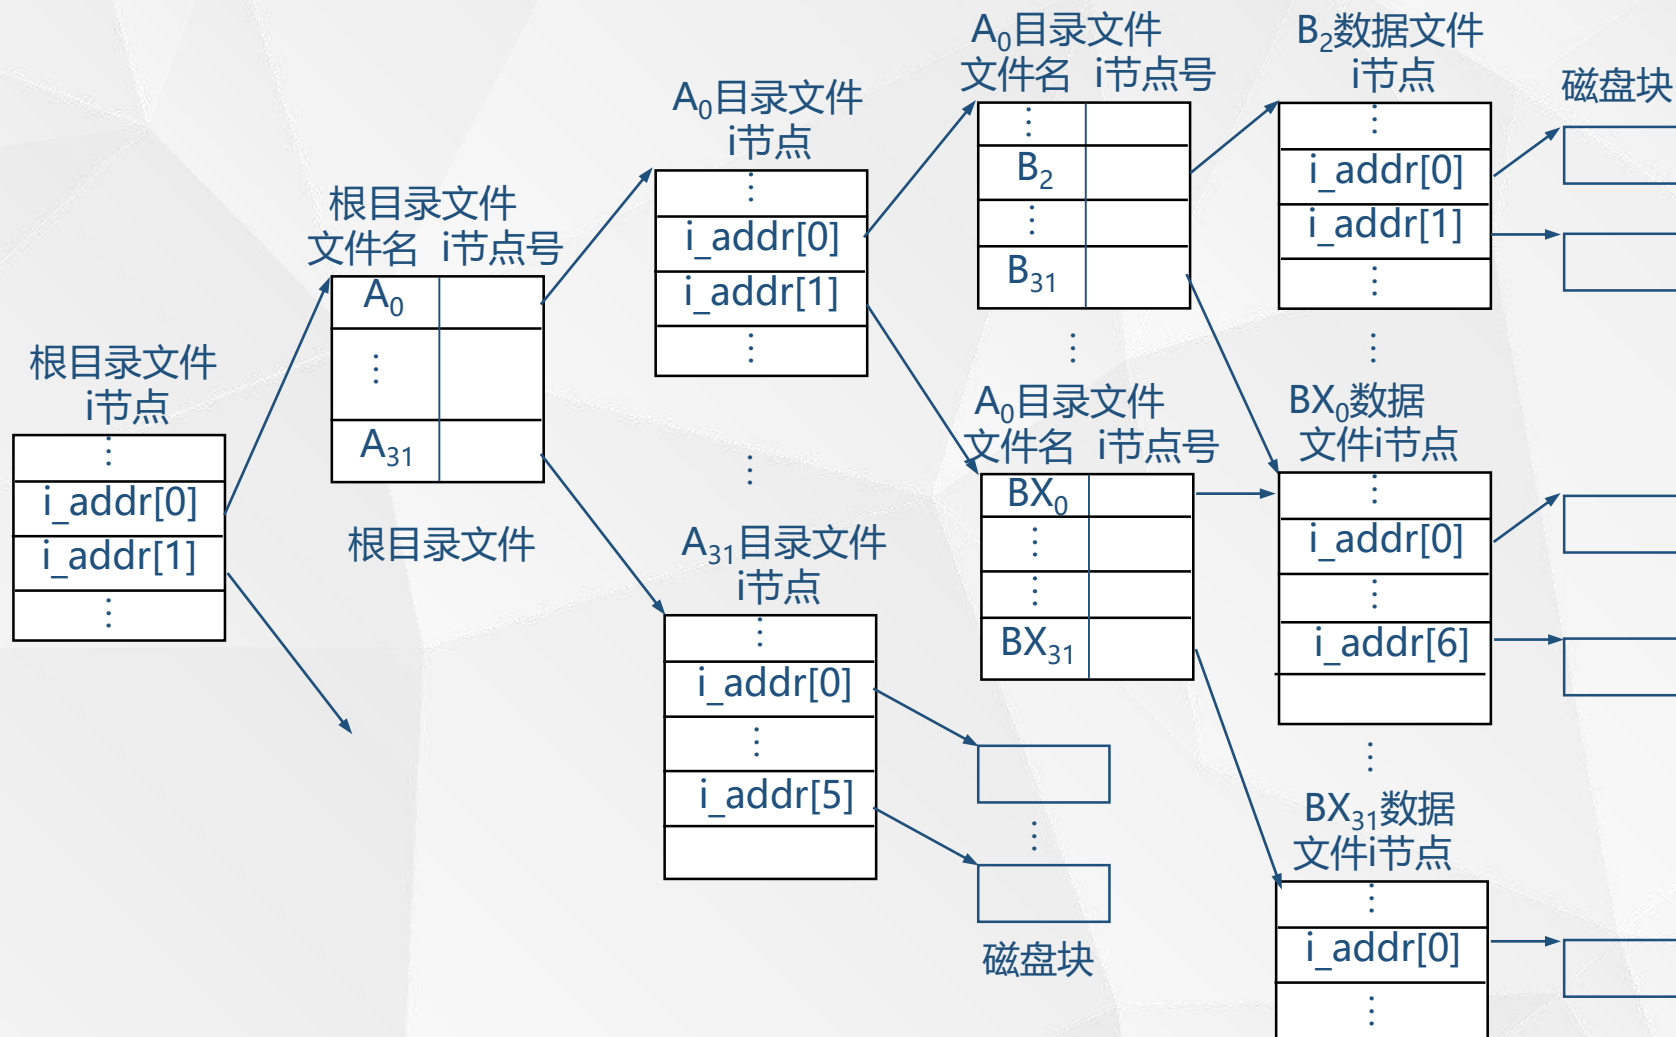 根目录文件
i节点
⋮
i_addr[0]
i_addr[1]
⋮
根目录文件
文件名 i节点号
A₀
⋮
A₃₁
根目录文件
A₀目录文件
i节点
⋮
i_addr[0]
i_addr[1]
⋮
⋮
A₃₁目录文件
i节点
⋮
i_addr[0]
⋮
i_addr[5]
A₀目录文件
文件名 i节点号
⋮
B₂
⋮
B₃₁
⋮
A₀目录文件
文件名 i节点号
BX₀
⋮
⋮
BX₃₁
⋮
磁盘块
B₂数据文件
i节点
⋮
i_addr[0]
i_addr[1]
⋮
⋮
BX₀数据
文件i节点
⋮
i_addr[0]
⋮
i_addr[6]
⋮
BX₃₁数据
文件i节点
⋮
i_addr[0]
⋮
磁盘块